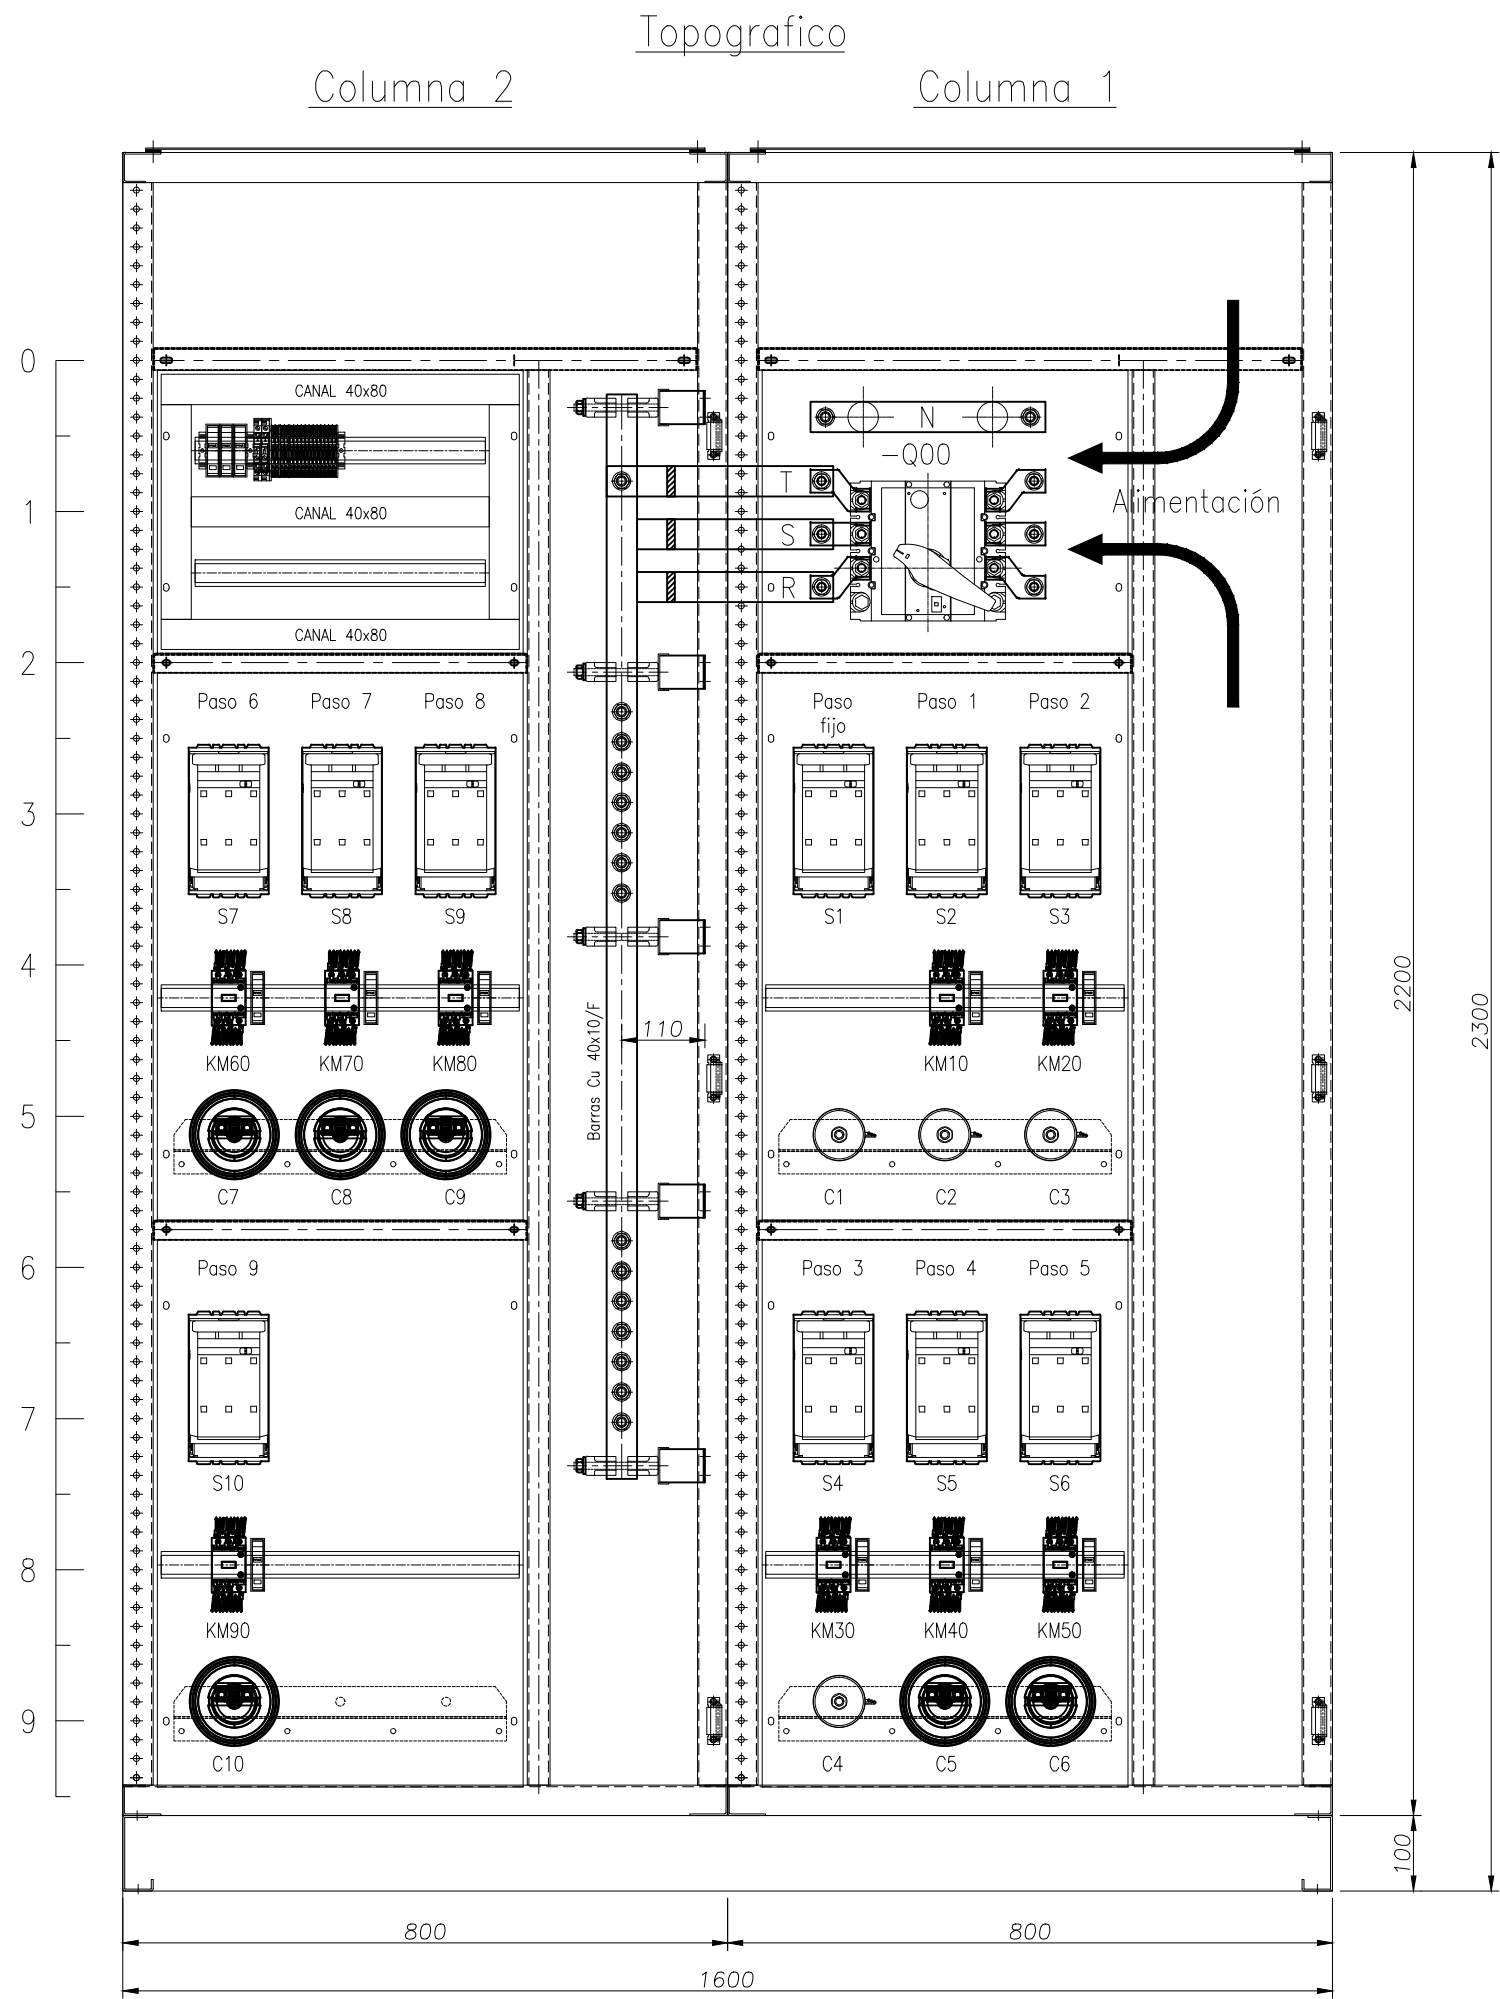 Topografico
Columna 2
Columna 1
0
1
2
3
4
5
6
7
8
9
CANAL 40x80
CANAL 40x80
CANAL 40x80
N
-Q00
T
S
R
Alimentación
Paso 6
Paso 7
Paso 8
S7
S8
S9
KM60
KM70
KM80
C7
C8
C9
Paso 9
S10
KM90
C10
Barras Cu 40x10/F
110
Paso
fijo
Paso 1
Paso 2
S1
S2
S3
KM10
KM20
C1
C2
C3
Paso 3
Paso 4
Paso 5
S4
S5
S6
KM30
KM40
KM50
C4
C5
C6
2200
2300
100
800
800
1600